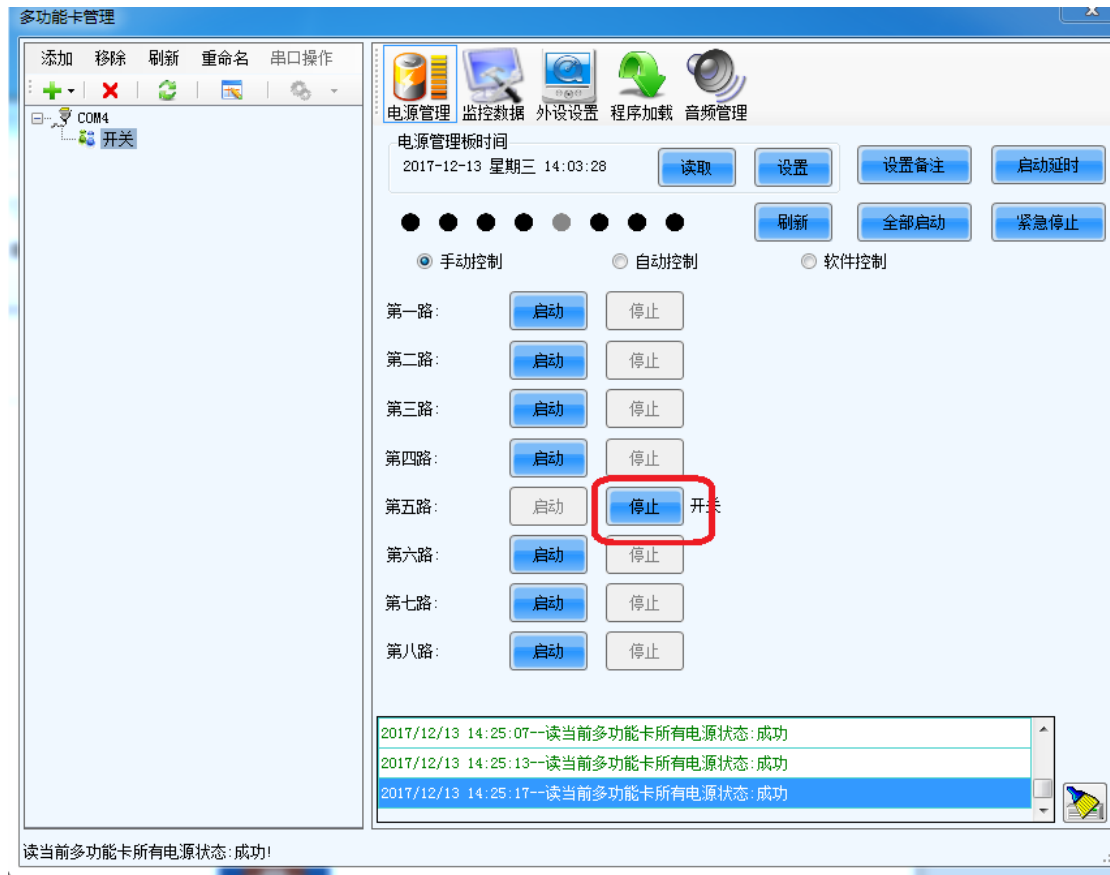 多功能卡管理
添加 移除 刷新 重命名 串口操作
COM4
开关
电源管理 监控数据 外设设置 程序加载 音频管理
电源管理板时间
2017-12-13 星期三 14:03:28 读取 设置 设置备注 启动延时
刷新 全部启动 紧急停止
手动控制 自动控制 软件控制
第一路: 启动 停止
第二路: 启动 停止
第三路: 启动 停止
第四路: 启动 停止
第五路: 启动 停止 开关
第六路: 启动 停止
第七路: 启动 停止
第八路: 启动 停止
2017/12/13 14:25:07--读当前多功能卡所有电源状态:成功
2017/12/13 14:25:13--读当前多功能卡所有电源状态:成功
2017/12/13 14:25:17--读当前多功能卡所有电源状态:成功
读当前多功能卡所有电源状态:成功!